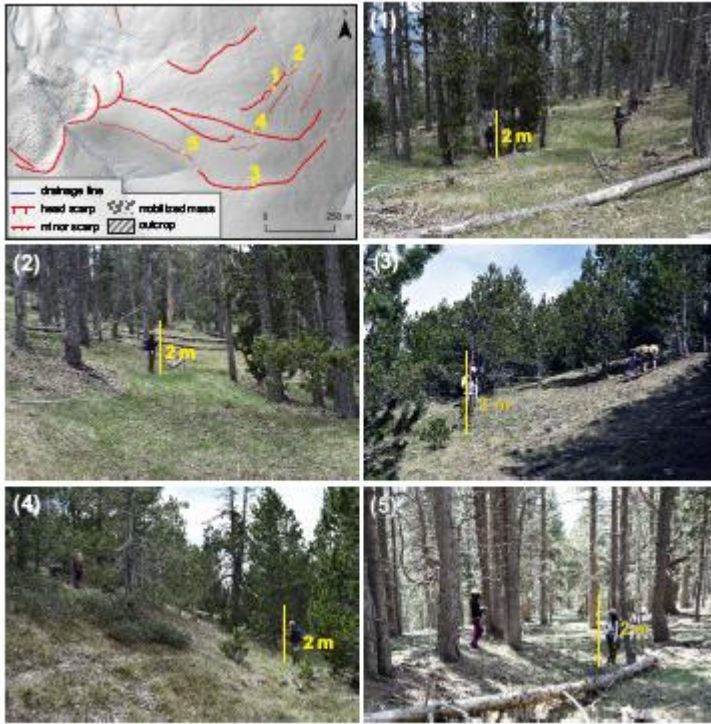 2
1
4
5
3
drainage line
head scarp
mobilized mass
minor scarp
outcrop
0
250 m
(1)
2 m
(2)
2 m
(3)
2 m
(4)
2 m
(5)
2 m